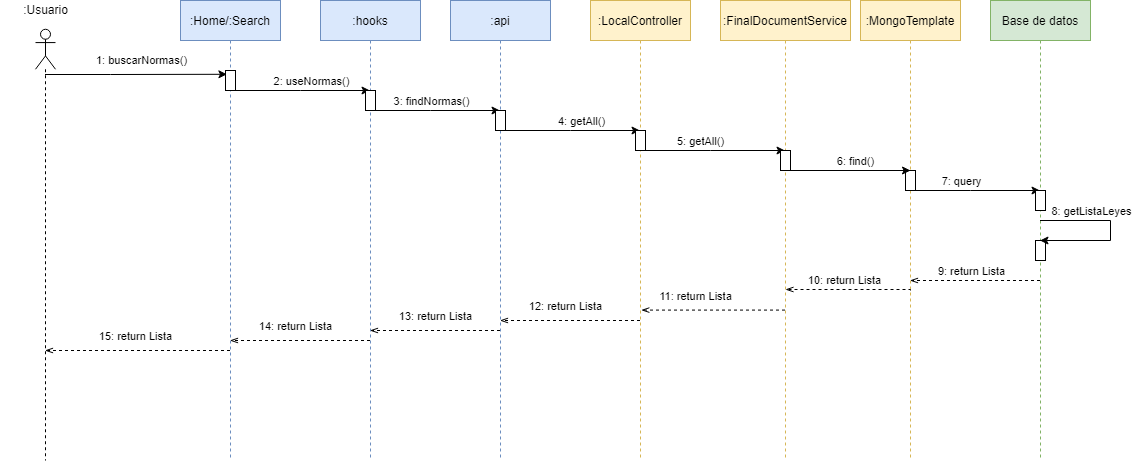 :Usuario
:Home/:Search
:hooks
:api
:LocalController
:FinalDocumentService
:MongoTemplate
Base de datos
1: buscarNormas()
2: useNormas()
3: findNormas()
4: getAll()
5: getAll()
6: find()
7: query
8: getListaLeyes
9: return Lista
10: return Lista
11: return Lista
12: return Lista
13: return Lista
14: return Lista
15: return Lista